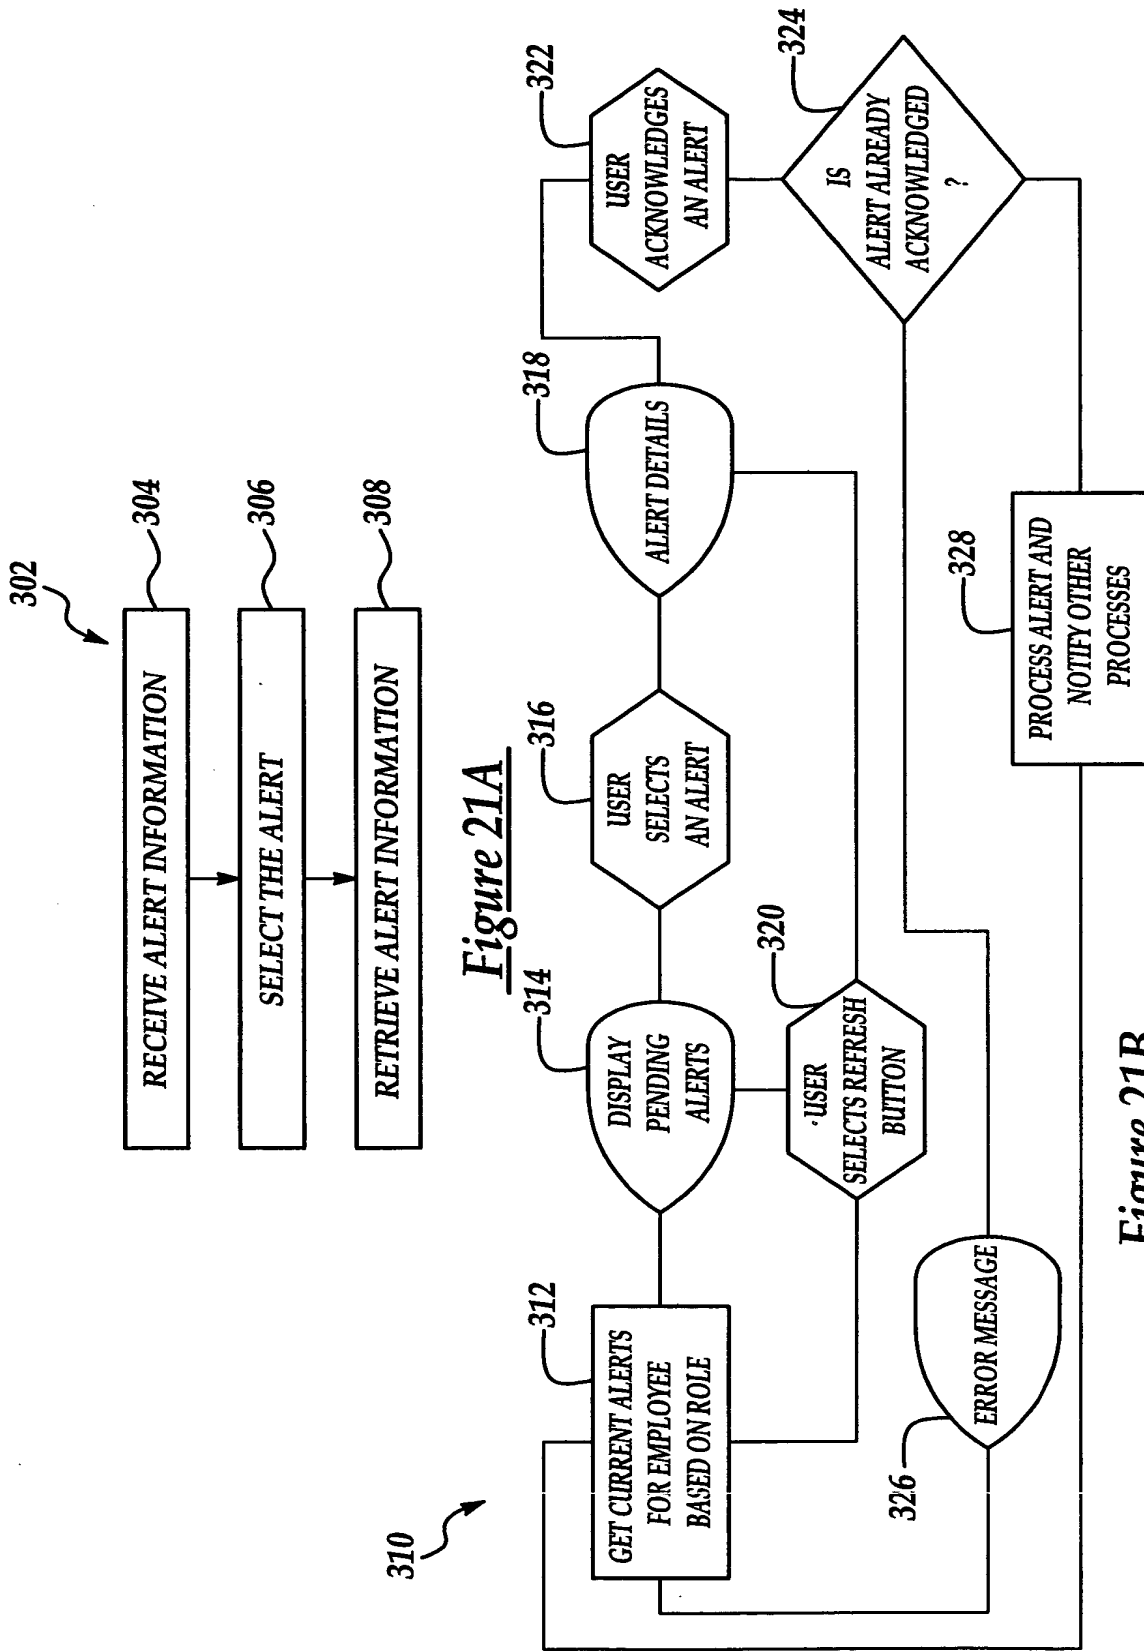 302
RECEIVE ALERT INFORMATION
304
SELECT THE ALERT
306
RETRIEVE ALERT INFORMATION
308
Figure 21A
310
GET CURRENT ALERTS
FOR EMPLOYEE
BASED ON ROLE
312
DISPLAY
PENDING
ALERTS
314
USER
SELECTS
AN ALERT
316
ALERT DETAILS
318
USER
ACKNOWLEDGES
AN ALERT
322
USER
SELECTS REFRESH
BUTTON
320
IS
ALERT ALREADY
ACKNOWLEDGED
?
324
ERROR MESSAGE
326
PROCESS ALERT AND
NOTIFY OTHER
PROCESSES
328
Figure 21B